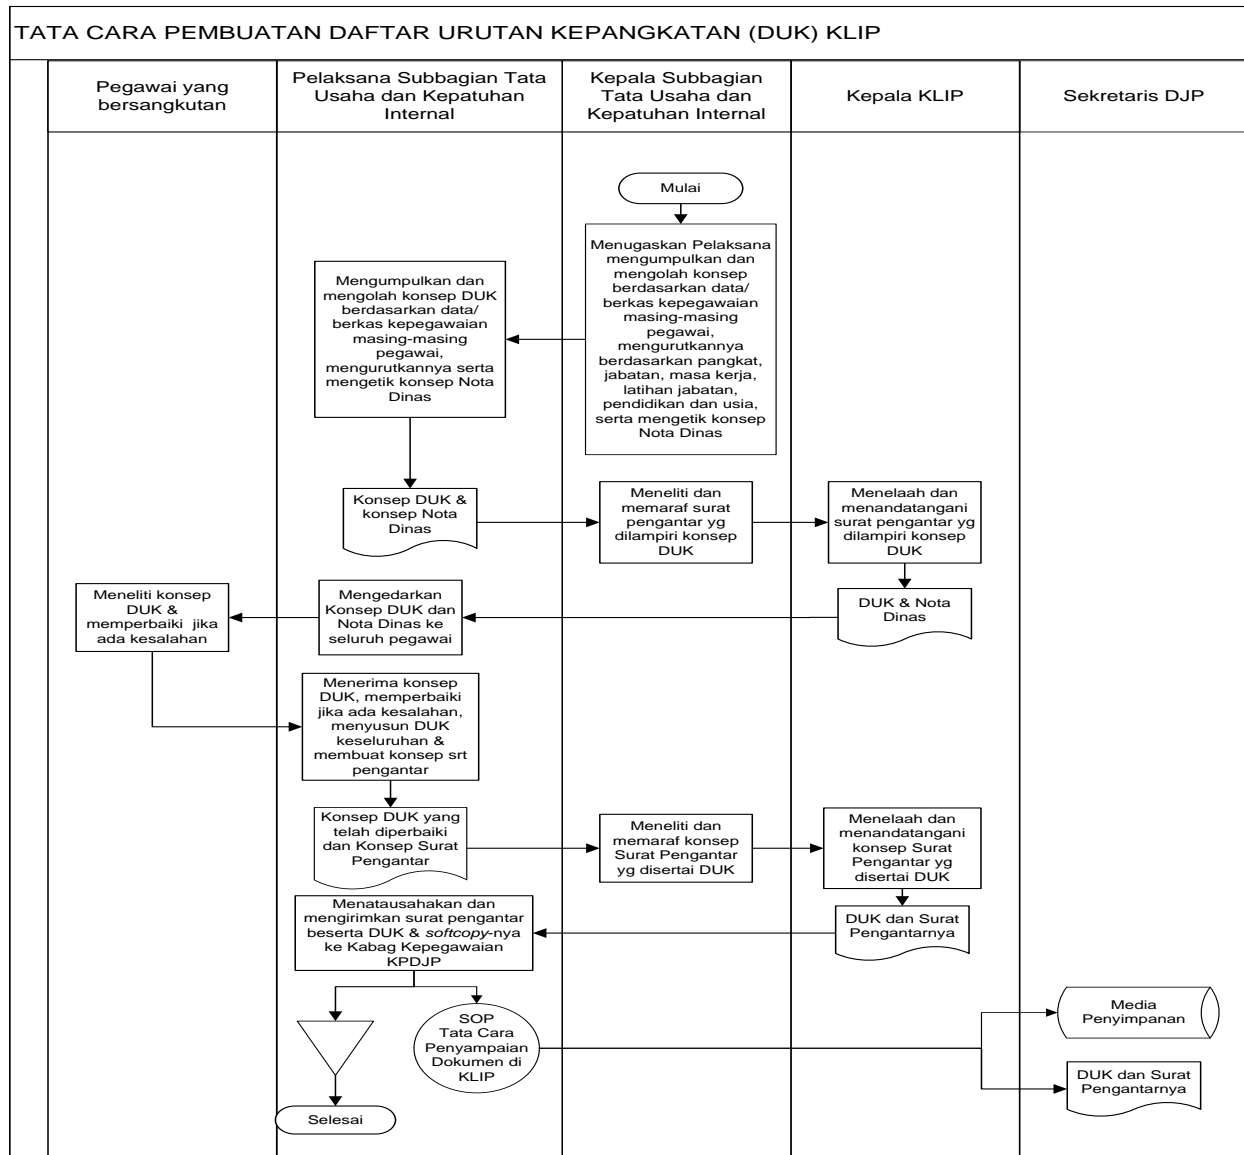 TATA CARA PEMBUATAN DAFTAR URUTAN KEPANGKATAN (DUK) KLIP
Pegawai yang
bersangkutan
Pelaksana Subbagian Tata
Usaha dan Kepatuhan
Internal
Kepala Subbagian
Tata Usaha dan
Kepatuhan Internal
Kepala KLIP
Sekretaris DJP
Mulai
Menugaskan Pelaksana
mengumpulkan dan
mengolah konsep
berdasarkan data/
berkas kepegawaian
masing-masing
pegawai,
mengurutkannya
berdasarkan pangkat,
jabatan, masa kerja,
latihan jabatan,
pendidikan dan usia,
serta mengetik konsep
Nota Dinas
Mengumpulkan dan
mengolah konsep DUK
berdasarkan data/
berkas kepegawaian
masing-masing
pegawai,
mengurutkannya serta
mengetik konsep Nota
Dinas
Konsep DUK &
konsep Nota
Dinas
Meneliti dan
memaraf surat
pengantar yg
dilampiri konsep
DUK
Menelaah dan
menandatangani
surat pengantar yg
dilampiri konsep
DUK
DUK & Nota
Dinas
Mengedarkan
Konsep DUK dan
Nota Dinas ke
seluruh pegawai
Meneliti konsep
DUK &
memperbaiki jika
ada kesalahan
Menerima konsep
DUK, memperbaiki
jika ada kesalahan,
menyusun DUK
keseluruhan &
membuat konsep srt
pengantar
Konsep DUK yang
telah diperbaiki
dan Konsep Surat
Pengantar
Meneliti dan
memaraf konsep
Surat Pengantar
yg disertai DUK
Menelaah dan
menandatangani
konsep Surat
Pengantar yg
disertai DUK
DUK dan Surat
Pengantarnya
Menatausahakan dan
mengirimkan surat pengantar
beserta DUK & softcopy-nya
ke Kabag Kepegawaian
KPDJP
SOP
Tata Cara
Penyampaian
Dokumen di
KLIP
Media
Penyimpanan
DUK dan Surat
Pengantarnya
Selesai